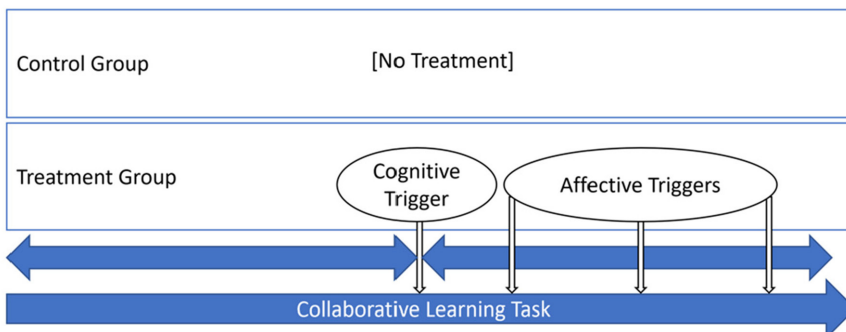 Control Group
[No Treatment]
Treatment Group
Cognitive
Trigger
Affective Triggers
Collaborative Learning Task